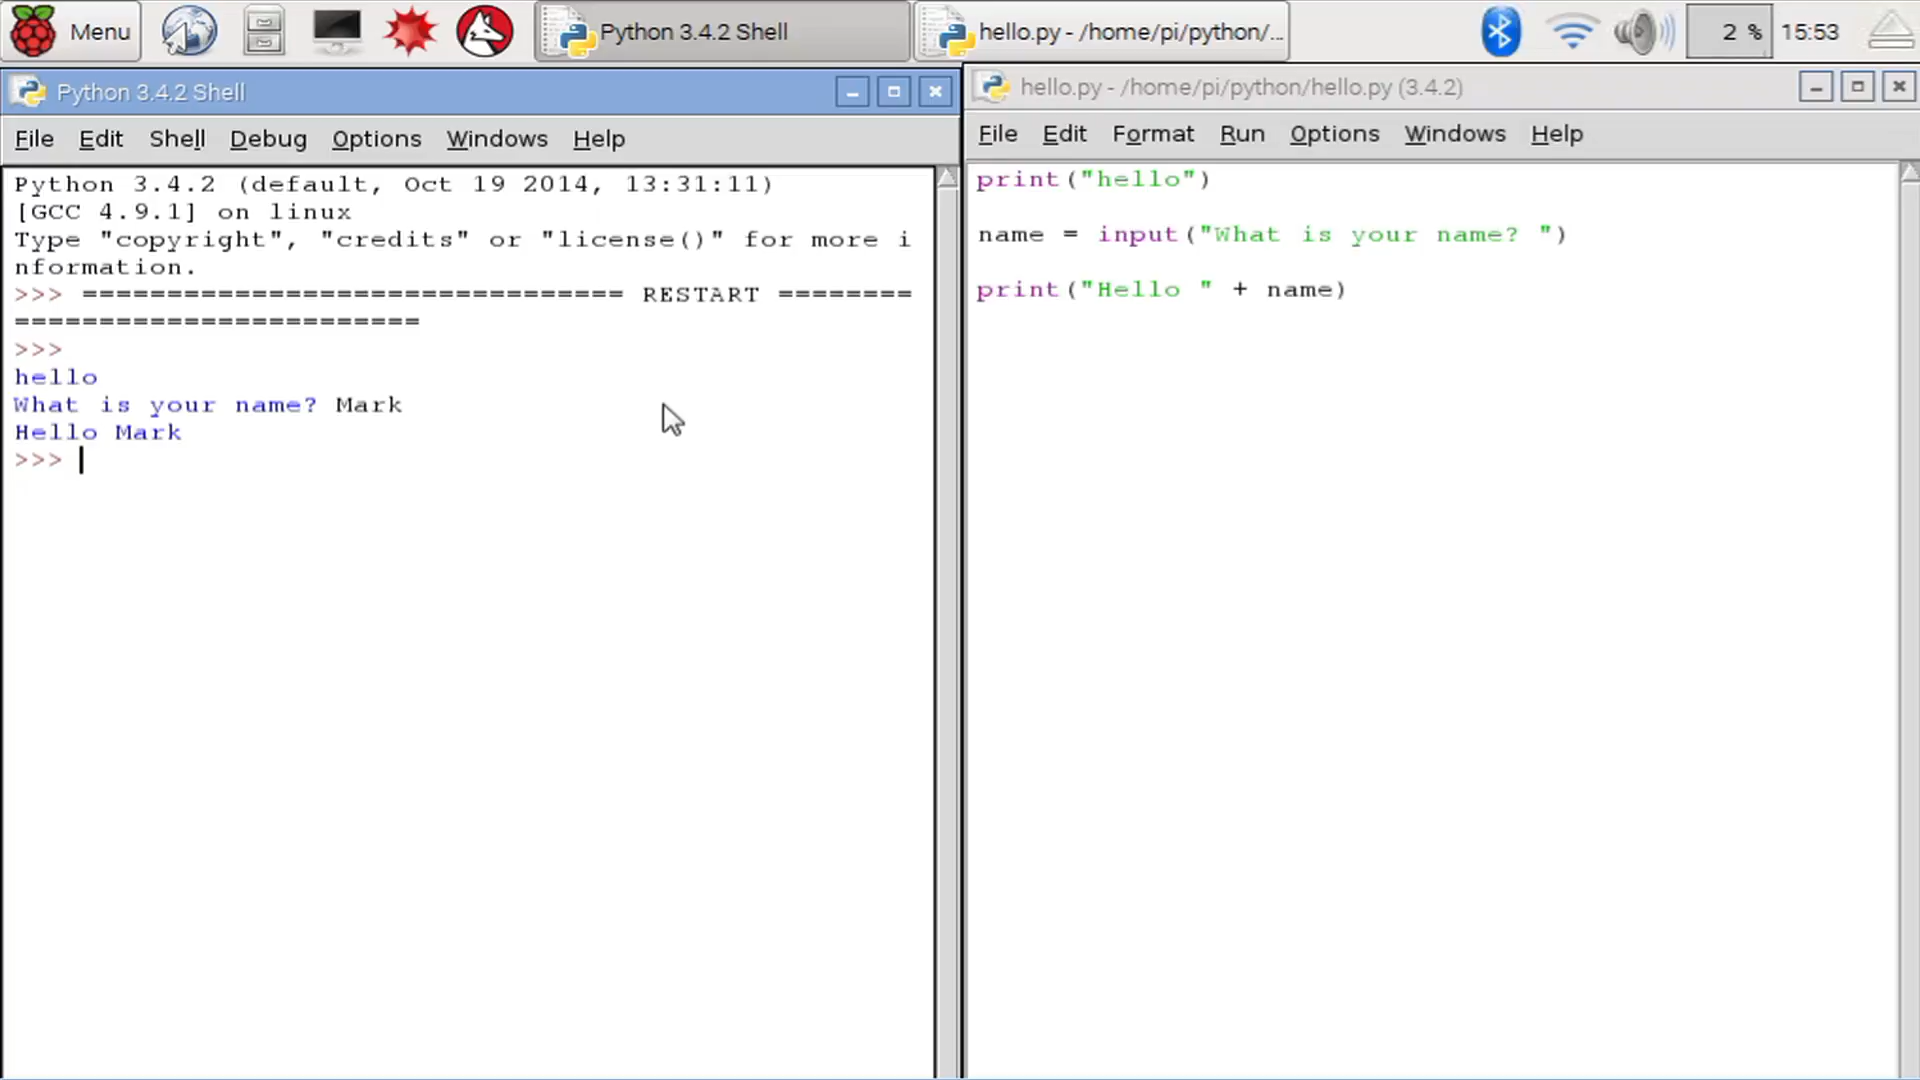 Menu
Python 3.4.2 Shell
hello.py - /home/pi/python/...
2 %
15:53
Python 3.4.2 Shell
File Edit Shell Debug Options Windows Help
Python 3.4.2 (default, Oct 19 2014, 13:31:11)
[GCC 4.9.1] on linux
Type "copyright", "credits" or "license()" for more i
nformation.
>>> ================================ RESTART ========
========================
>>>
hello
What is your name? Mark
Hello Mark
>>>
hello.py - /home/pi/python/hello.py (3.4.2)
File Edit Format Run Options Windows Help
print("hello")
name = input("What is your name? ")
print("Hello " + name)